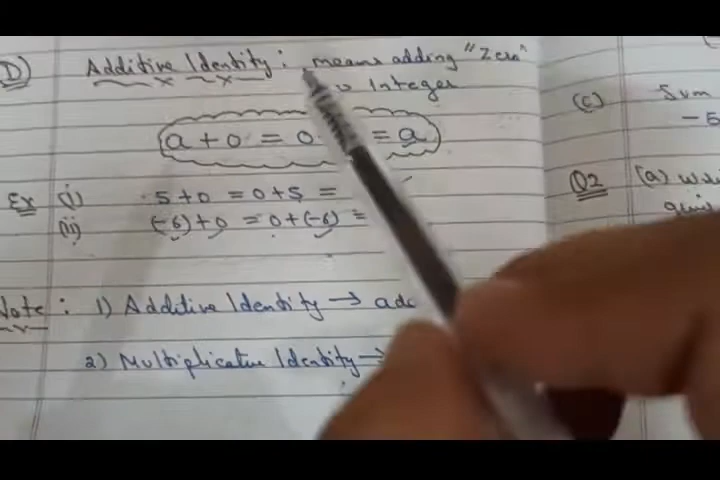 D) Additive Identity : means adding "Zero"
Integer
a + 0 = 0 = a
Ex (i) 5 + 0 = 0 + 5 =
(ii) (-6) + 0 = 0 + (-6) =
Note : 1) Additive Identity →
2) Multiplicative Identity →
(C) Sum
-5
Q2 (a)